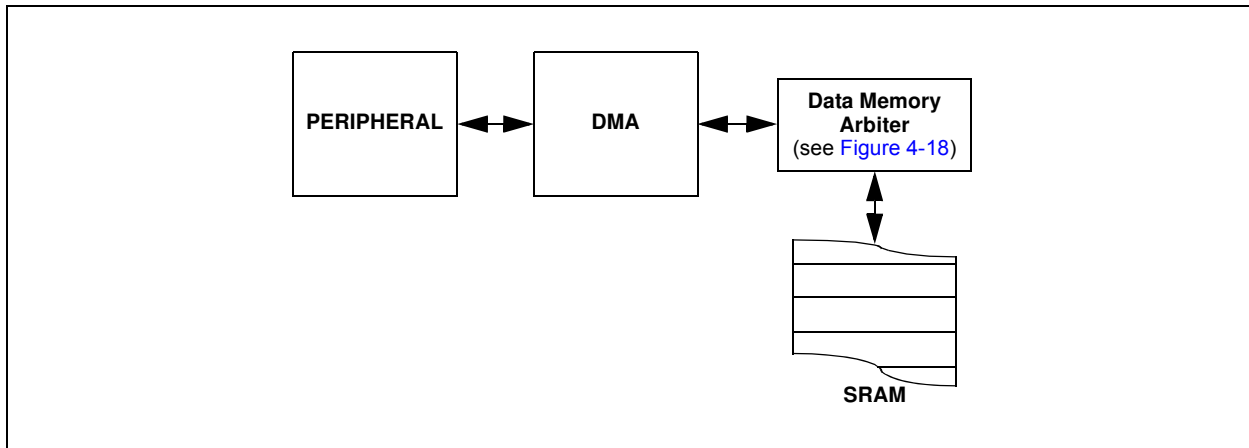 PERIPHERAL
DMA
Data Memory
Arbiter
(see Figure 4-18)
SRAM